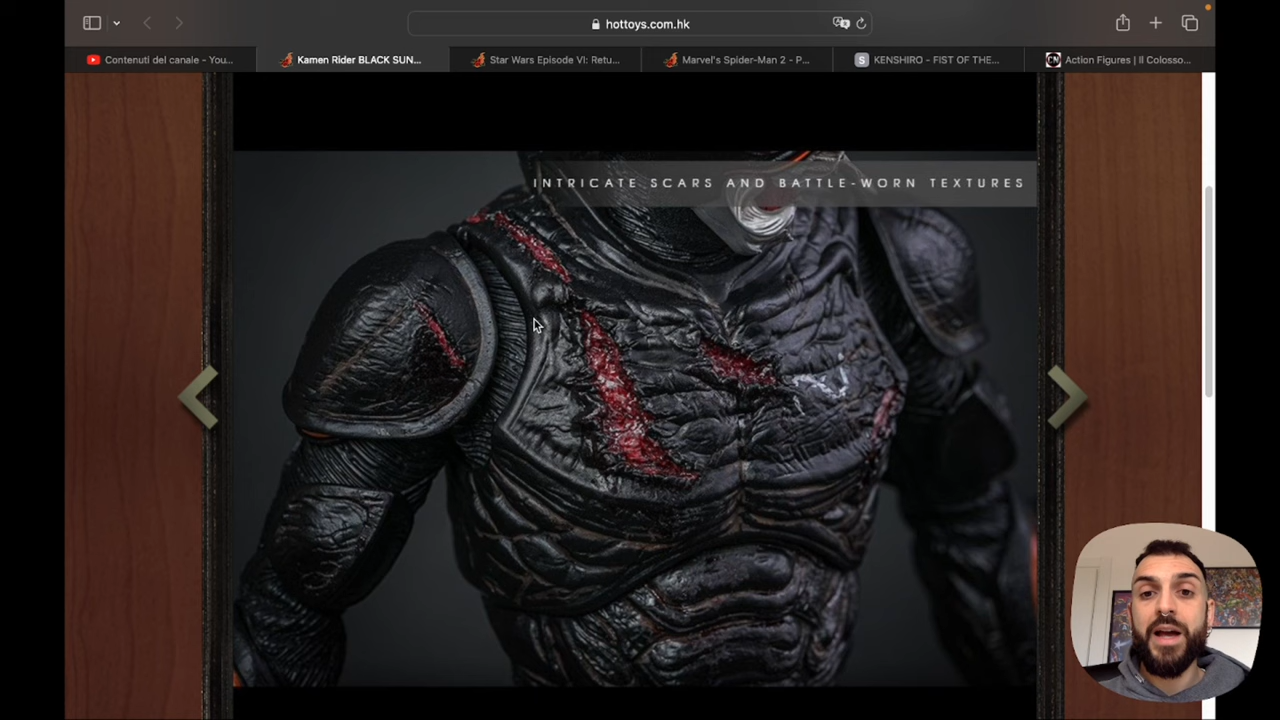 hottoys.com.hk
Contenuti del canale - You...
Kamen Rider BLACK SUN...
Star Wars Episode VI: Retu...
Marvel's Spider-Man 2 - P...
S
KENSHIRO - FIST OF THE...
CN
Action Figures | Il Colosso...
INTRICATE SCARS AND BATTLE-WORN TEXTURES